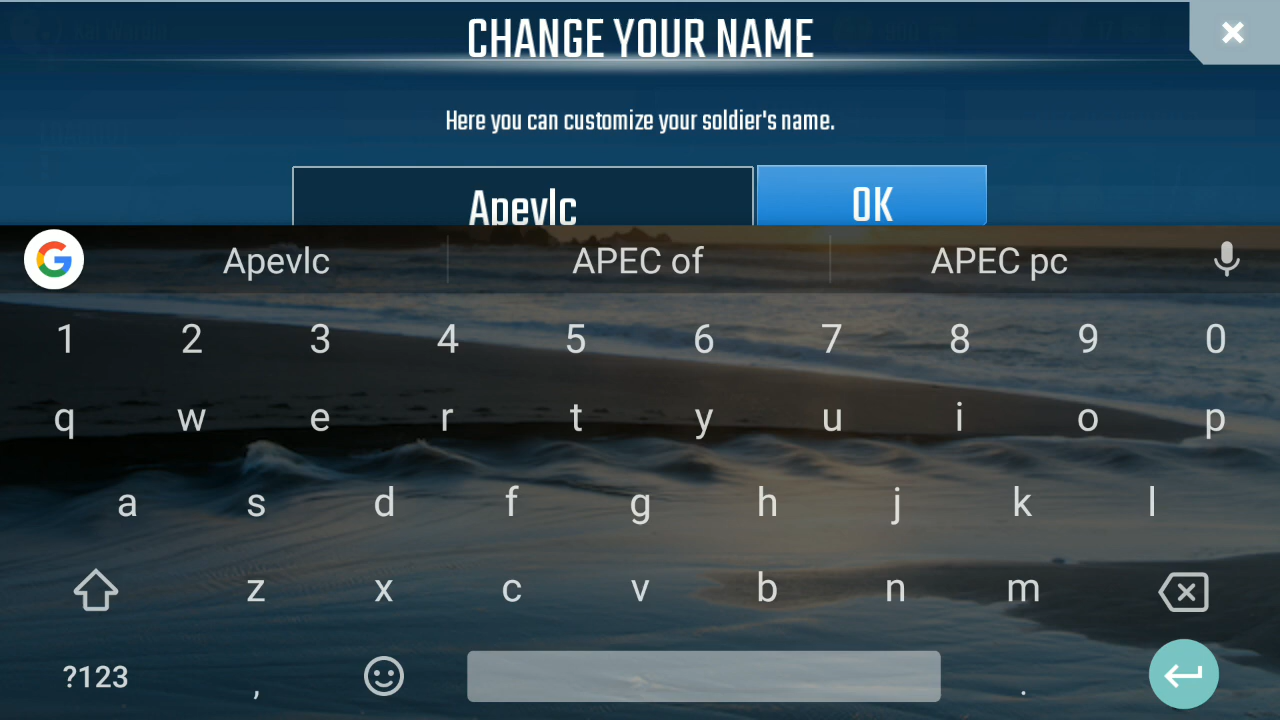 CHANGE YOUR NAME
Here you can customize your soldier's name.
Apevlc OK
Apevlc APEC of APEC pc
1 2 3 4 5 6 7 8 9 0
q w e r t y u i o p
a s d f g h j k l
z x c v b n m
?123 , .